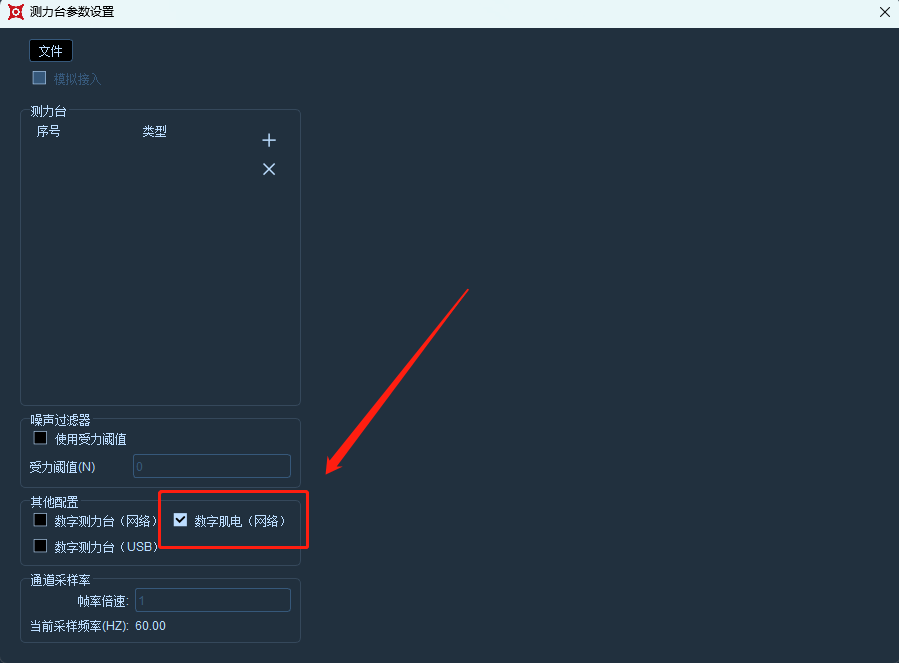 测力台参数设置
文件
模拟接入
测力台
序号 类型
噪声过滤器
使用受力阈值
受力阈值(N) 0
其他配置
数字测力台（网络） 数字肌电（网络）
数字测力台（USB）
通道采样率
帧率倍速: 1
当前采样频率(HZ): 60.00